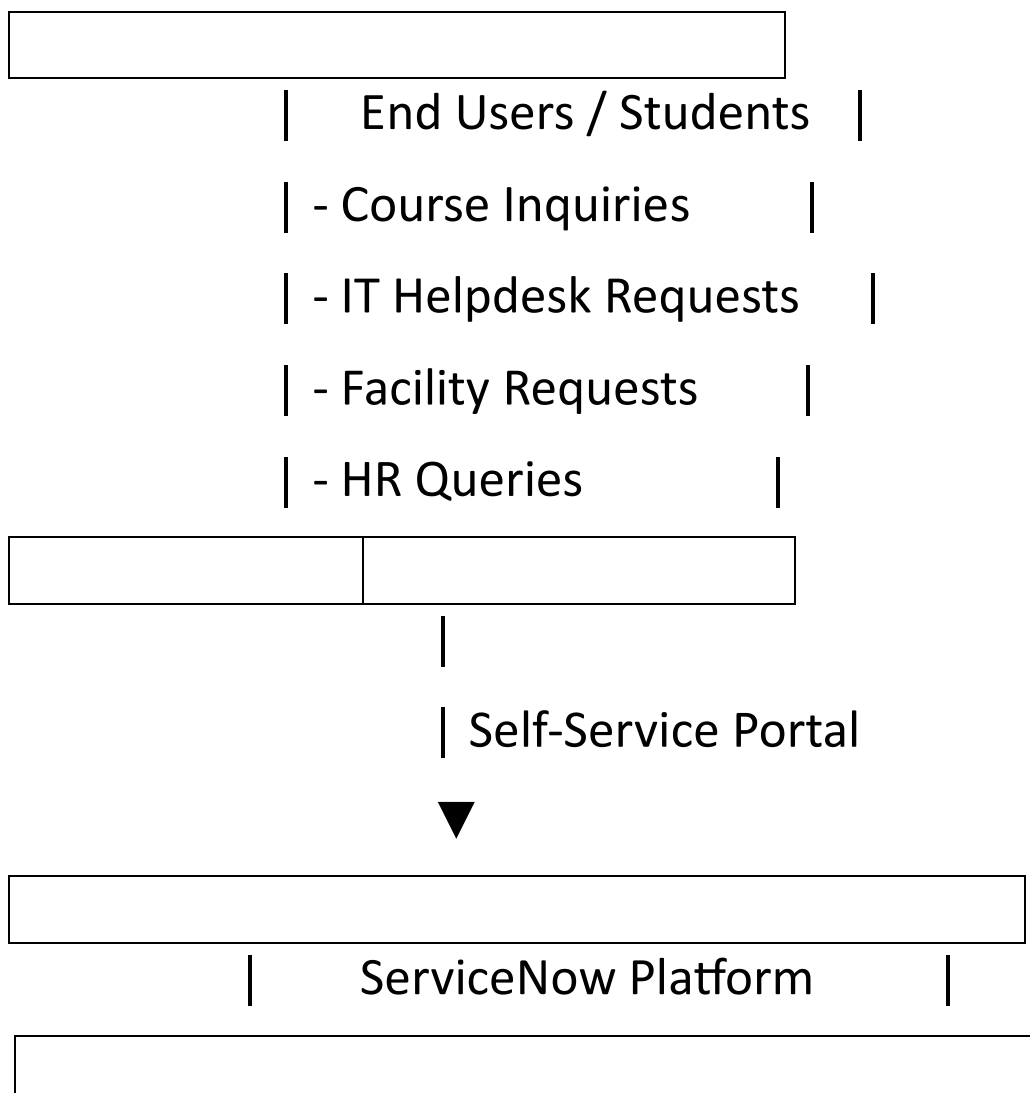 | End Users / Students |
| - Course Inquiries |
| - IT Helpdesk Requests |
| - Facility Requests |
| - HR Queries |
|
| Self-Service Portal
▼
| ServiceNow Platform |